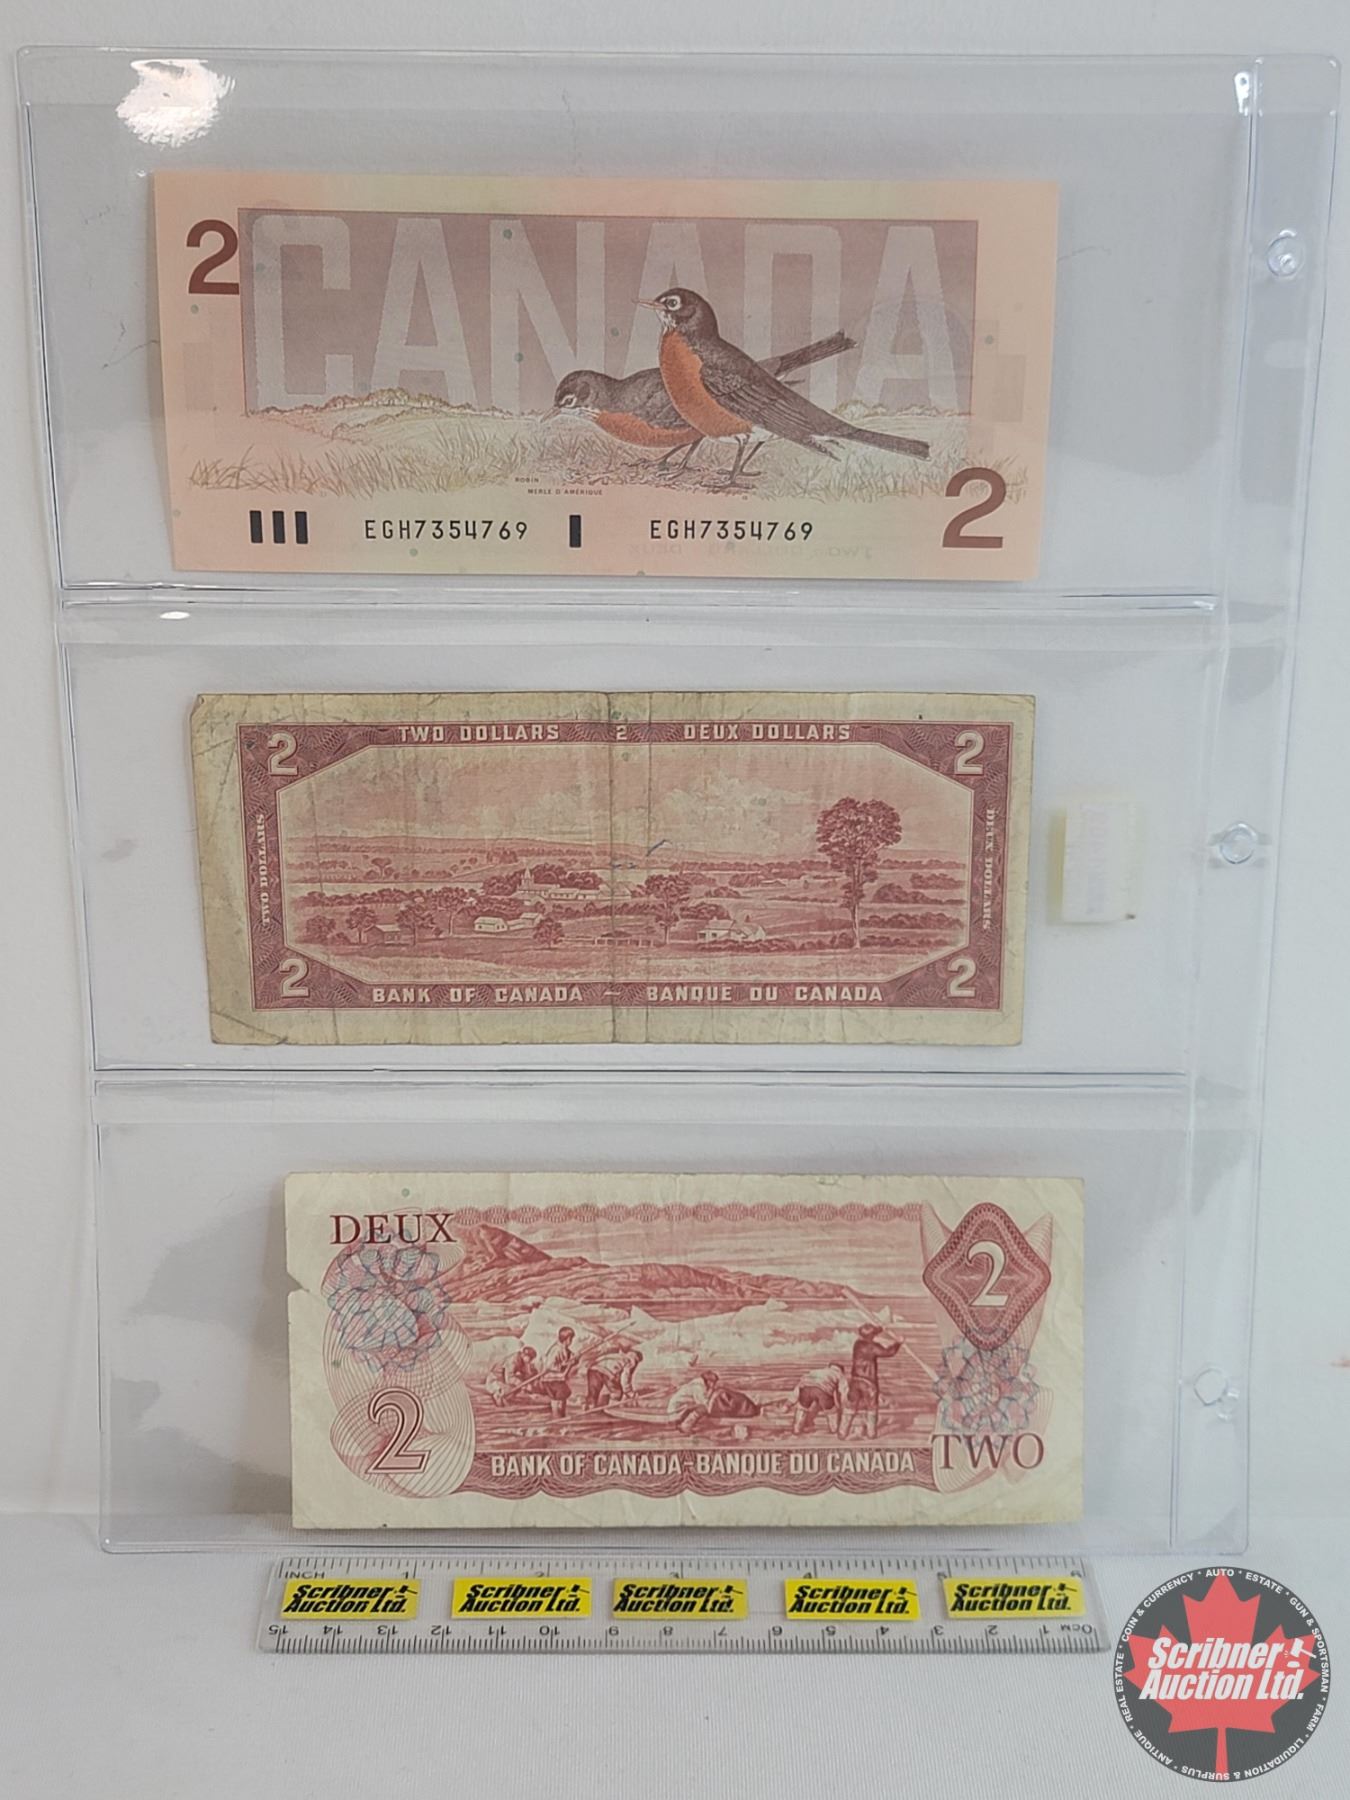 2
CANADA
ROBIN
MERLE D'AMÉRIQUE
2
EGH7354769 EGH7354769
TWO DOLLARS 2 DEUX DOLLARS
2 2
TWO DOLLARS
DEUX DOLLARS
2 2
BANK OF CANADA – BANQUE DU CANADA
DEUX
2
2
BANK OF CANADA-BANQUE DU CANADA
TWO
INCH 1 2 3 4 5 6
Scribner Auction Ltd.
Scribner Auction Ltd.
Scribner Auction Ltd.
Scribner Auction Ltd.
Scribner Auction Ltd.
15 14 13 12 11 10 9 8 7 6 5 4 3 2 1 0CM
COIN & CURRENCY * AUTO * ESTATE * GUN & SPORTSMAN * FARM * LIQUIDATION & SURPLUS * ANTIQUE * REAL ESTATE *
Scribner
Auction Ltd.